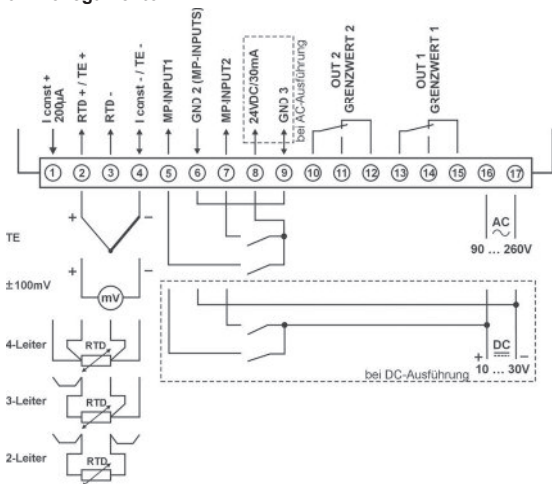 I const +
200µA
RTD + / TE +
RTD -
I const - / TE -
MP-INPUT1
GND 2 (MP-INPUTS)
MP-INPUT2
24VDC/30mA
GND 3
bei AC-Ausführung
OUT 2
GRENZWERT 2
OUT 1
GRENZWERT 1
1 2 3 4 5 6 7 8 9 10 11 12 13 14 15 16 17
+ −
TE
AC
90 ... 260V
+ −
±100mV
mV
4-Leiter
RTD
3-Leiter
RTD
2-Leiter
RTD
+ DC −
10 ... 30V
bei DC-Ausführung